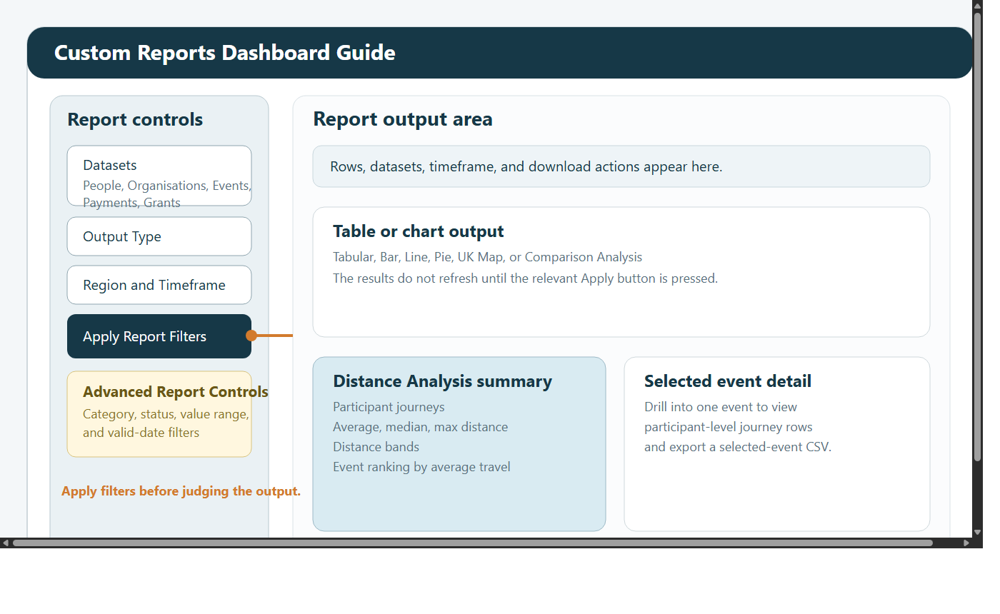 Custom Reports Dashboard Guide
Report controls
Datasets
People, Organisations, Events,
Payments, Grants
Output Type
Region and Timeframe
Apply Report Filters
Advanced Report Controls
Category, status, value range,
and valid-date filters
Apply filters before judging the output.
Report output area
Rows, datasets, timeframe, and download actions appear here.
Table or chart output
Tabular, Bar, Line, Pie, UK Map, or Comparison Analysis
The results do not refresh until the relevant Apply button is pressed.
Distance Analysis summary
Participant journeys
Average, median, max distance
Distance bands
Event ranking by average travel
Selected event detail
Drill into one event to view
participant-level journey rows
and export a selected-event CSV.